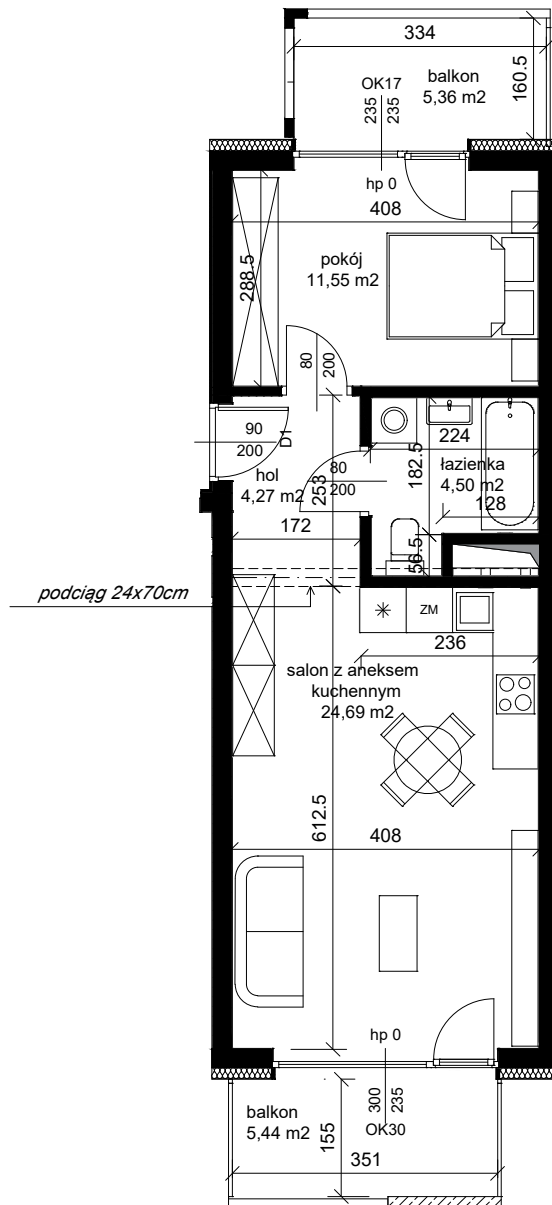 334
OK17
235 235
balkon
5,36 m2
160.5
hp 0
408
pokój
11,55 m2
288.5
80
200
90
200
D1
hol
4,27 m2
253
80
200
182.5
224
łazienka
4,50 m2
128
172
56.5
podciąg 24x70cm
ZM
236
salon z aneksem
kuchennym
24,69 m2
612.5
408
hp 0
300 235
OK30
balkon
5,44 m2
155
351